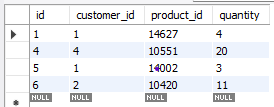 id customer_id product_id quantity
1 1 14627 4
4 4 10551 20
5 1 14002 3
6 2 10420 11
NULL NULL NULL NULL